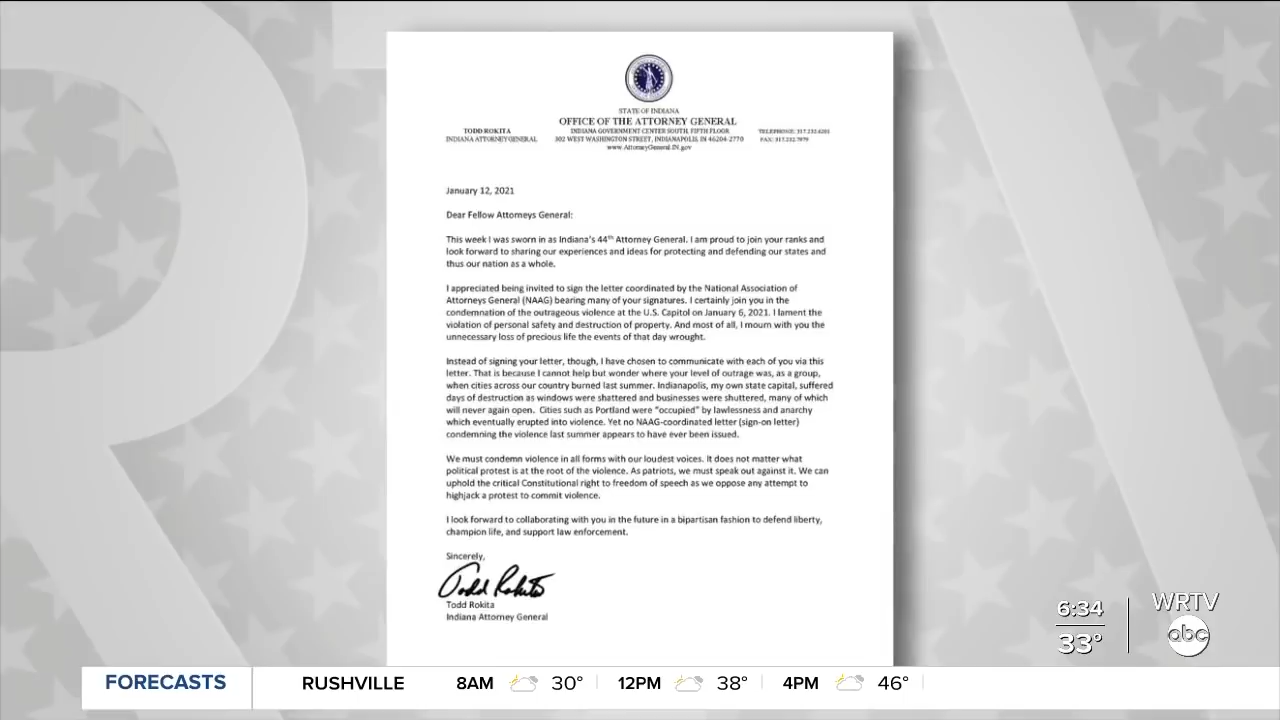 STATE OF INDIANA
OFFICE OF THE ATTORNEY GENERAL
TODD ROKITA
INDIANA ATTORNEY GENERAL
INDIANA GOVERNMENT CENTER SOUTH, FIFTH FLOOR
302 WEST WASHINGTON STREET, INDIANAPOLIS, IN 46204-2770
www.AttorneyGeneral.IN.gov
TELEPHONE: 317.232.6201
FAX: 317.232.7979
January 12, 2021
Dear Fellow Attorneys General:
This week I was sworn in as Indiana's 44th Attorney General. I am proud to join your ranks and
look forward to sharing our experiences and ideas for protecting and defending our states and
thus our nation as a whole.
I appreciated being invited to sign the letter coordinated by the National Association of
Attorneys General (NAAG) bearing many of your signatures. I certainly join you in the
condemnation of the outrageous violence at the U.S. Capitol on January 6, 2021. I lament the
violation of personal safety and destruction of property. And most of all, I mourn with you the
unnecessary loss of precious life the events of that day wrought.
Instead of signing your letter, though, I have chosen to communicate with each of you via this
letter. That is because I cannot help but wonder where your level of outrage was, as a group,
when cities across our country burned last summer. Indianapolis, my own state capital, suffered
days of destruction as windows were shattered and businesses were shuttered, many of which
will never again open. Cities such as Portland were "occupied" by lawlessness and anarchy
which eventually erupted into violence. Yet no NAAG-coordinated letter (sign-on letter)
condemning the violence last summer appears to have ever been issued.
We must condemn violence in all forms with our loudest voices. It does not matter what
political protest is at the root of the violence. As patriots, we must speak out against it. We can
uphold the critical Constitutional right to freedom of speech as we oppose any attempt to
highjack a protest to commit violence.
I look forward to collaborating with you in the future in a bipartisan fashion to defend liberty,
champion life, and support law enforcement.
Sincerely,
Todd Rokita
Todd Rokita
Indiana Attorney General
6:34
33°
WRTV
abc
FORECASTS RUSHVILLE 8AM 30° 12PM 38° 4PM 46°